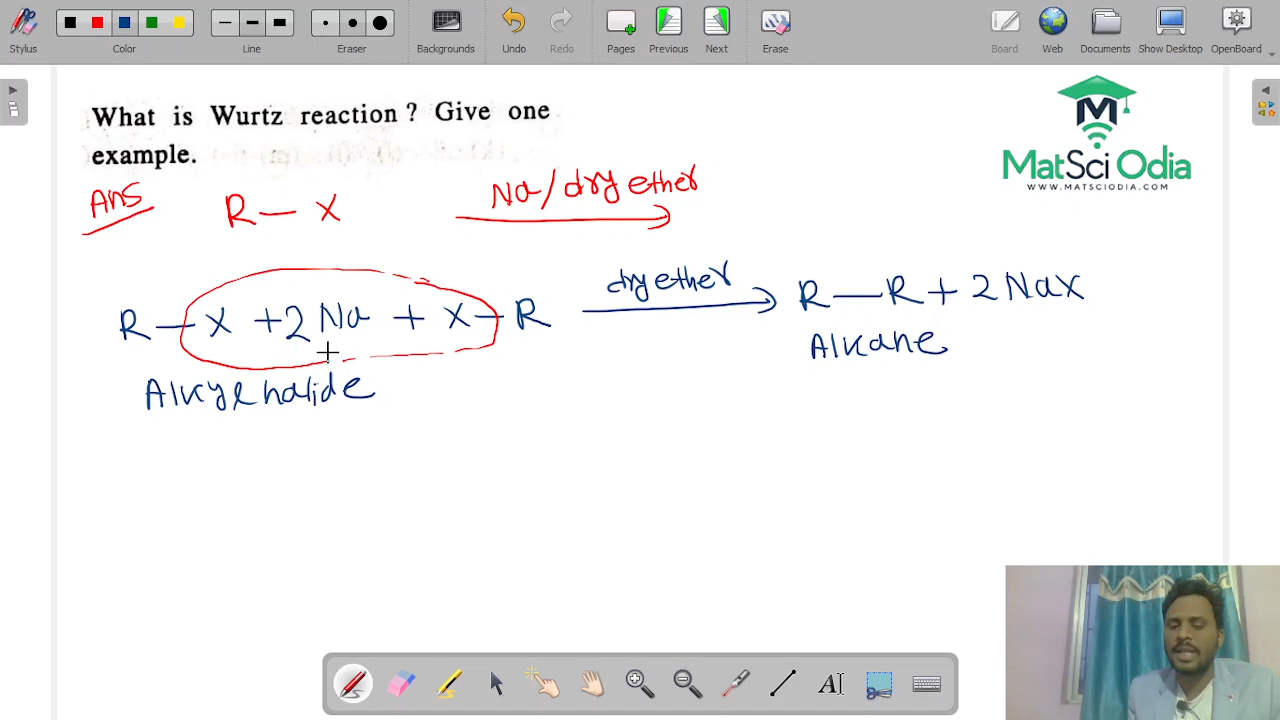 Stylus Color Line Eraser Backgrounds Undo Redo Pages Previous Next Erase Board Web Documents Show Desktop OpenBoard
What is Wurtz reaction ? Give one
example.
MatSci Odia
WWW.MATSCIODIA.COM
Ans R — X Na/dry ether
R — X + 2 Na + X — R dry ether R — R + 2 NaX
Alkyl halide Alkane